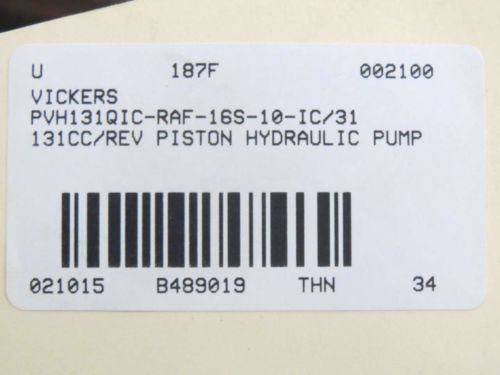 U 187F 002100
VICKERS
PVH131QIC-RAF-16S-10-IC/31
131CC/REV PISTON HYDRAULIC PUMP
021015 B489019 THN 34